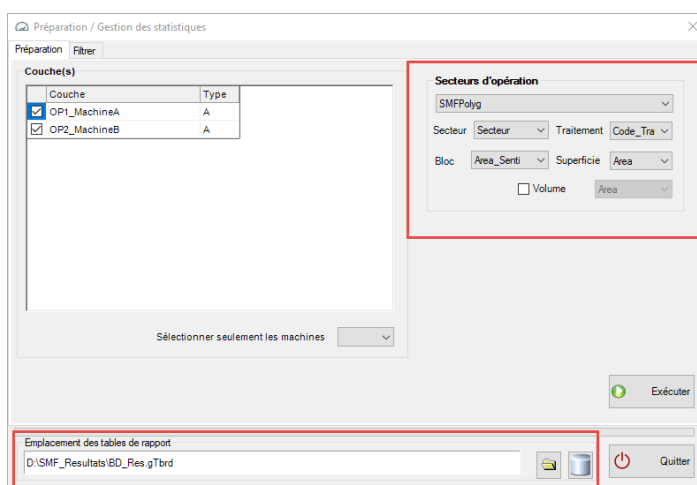 Préparation / Gestion des statistiques
Préparation Filtrer
Couche(s)
Couche Type
OP1_MachineA A
OP2_MachineB A
Sélectionner seulement les machines
Secteurs d'opération
SMFPolyg
Secteur Secteur Traitement Code_Tra
Bloc Area_Senti Superficie Area
Volume Area
Exécuter
Emplacement des tables de rapport
D:\SMF_Resultats\BD_Res.gTbrd
Quitter